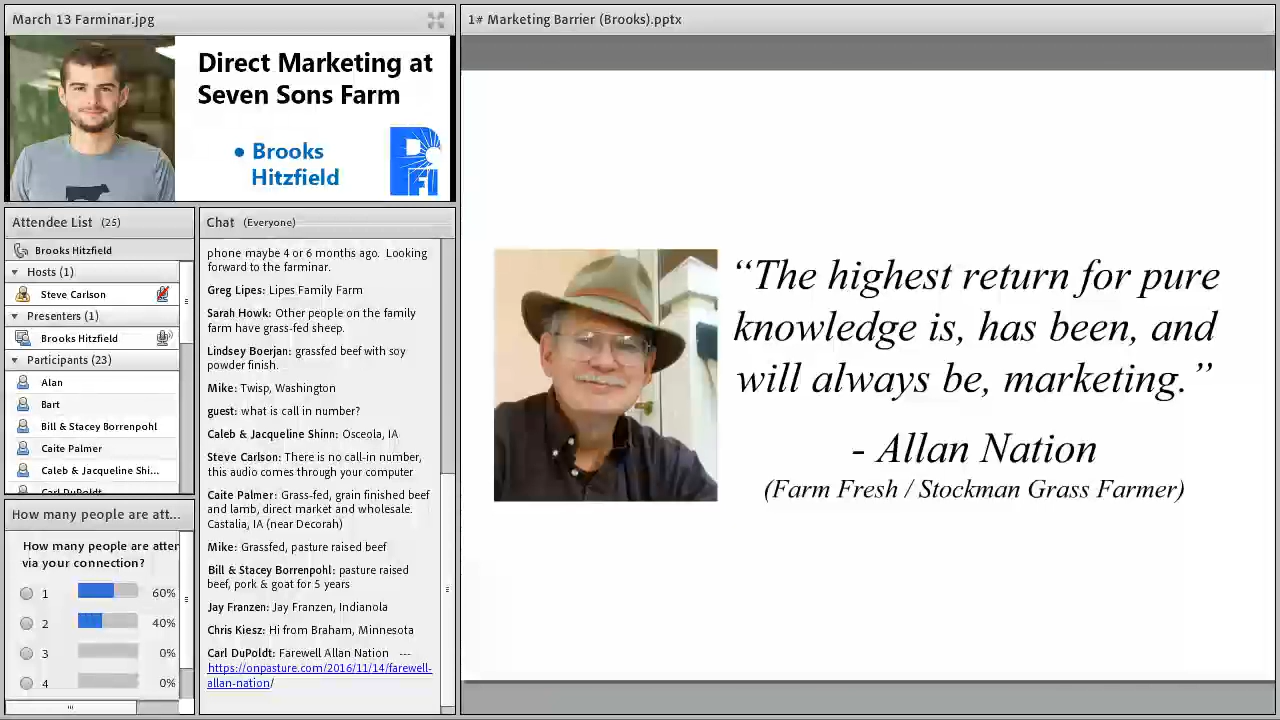 March 13 Farminar.jpg
Direct Marketing at
Seven Sons Farm
• Brooks
Hitzfield
PFI
Attendee List (25)
Brooks Hitzfield
Hosts (1)
Steve Carlson
Presenters (1)
Brooks Hitzfield
Participants (23)
Alan
Bart
Bill & Stacey Borrenpohl
Caite Palmer
Caleb & Jacqueline Shi...
Carl DuPoldt
How many people are att...
How many people are atten
via your connection?
1 60%
2 40%
3 0%
4 0%
Chat (Everyone)
phone maybe 4 or 6 months ago. Looking
forward to the farminar.
Greg Lipes: Lipes Family Farm
Sarah Howk: Other people on the family
farm have grass-fed sheep.
Lindsey Boerjan: grassfed beef with soy
powder finish.
Mike: Twisp, Washington
guest: what is call in number?
Caleb & Jacqueline Shinn: Osceola, IA
Steve Carlson: There is no call-in number,
this audio comes through your computer
Caite Palmer: Grass-fed, grain finished beef
and lamb, direct market and wholesale.
Castalia, IA (near Decorah)
Mike: Grassfed, pasture raised beef
Bill & Stacey Borrenpohl: pasture raised
beef, pork & goat for 5 years
Jay Franzen: Jay Franzen, Indianola
Chris Kiesz: Hi from Braham, Minnesota
Carl DuPoldt: Farewell Allan Nation ---
https://onpasture.com/2016/11/14/farewell-
allan-nation/
1# Marketing Barrier (Brooks).pptx
“The highest return for pure
knowledge is, has been, and
will always be, marketing.”
- Allan Nation
(Farm Fresh / Stockman Grass Farmer)